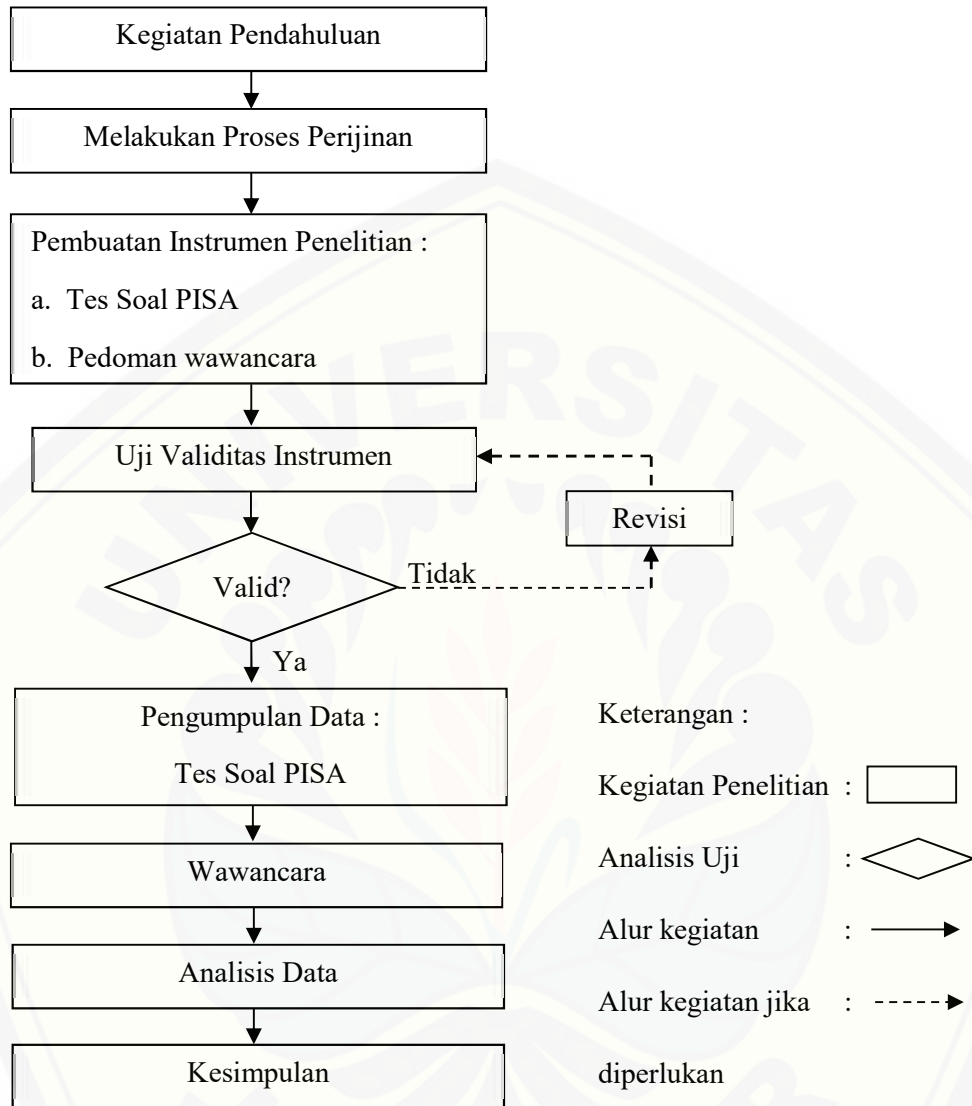 Kegiatan Pendahuluan
Melakukan Proses Perijinan
Pembuatan Instrumen Penelitian :
a. Tes Soal PISA
b. Pedoman wawancara
Uji Validitas Instrumen
Revisi
Valid?
Tidak
Ya
Pengumpulan Data :
Tes Soal PISA
Wawancara
Analisis Data
Kesimpulan
Keterangan :
Kegiatan Penelitian :
Analisis Uji :
Alur kegiatan :
Alur kegiatan jika :
diperlukan
UNIVERSITAS